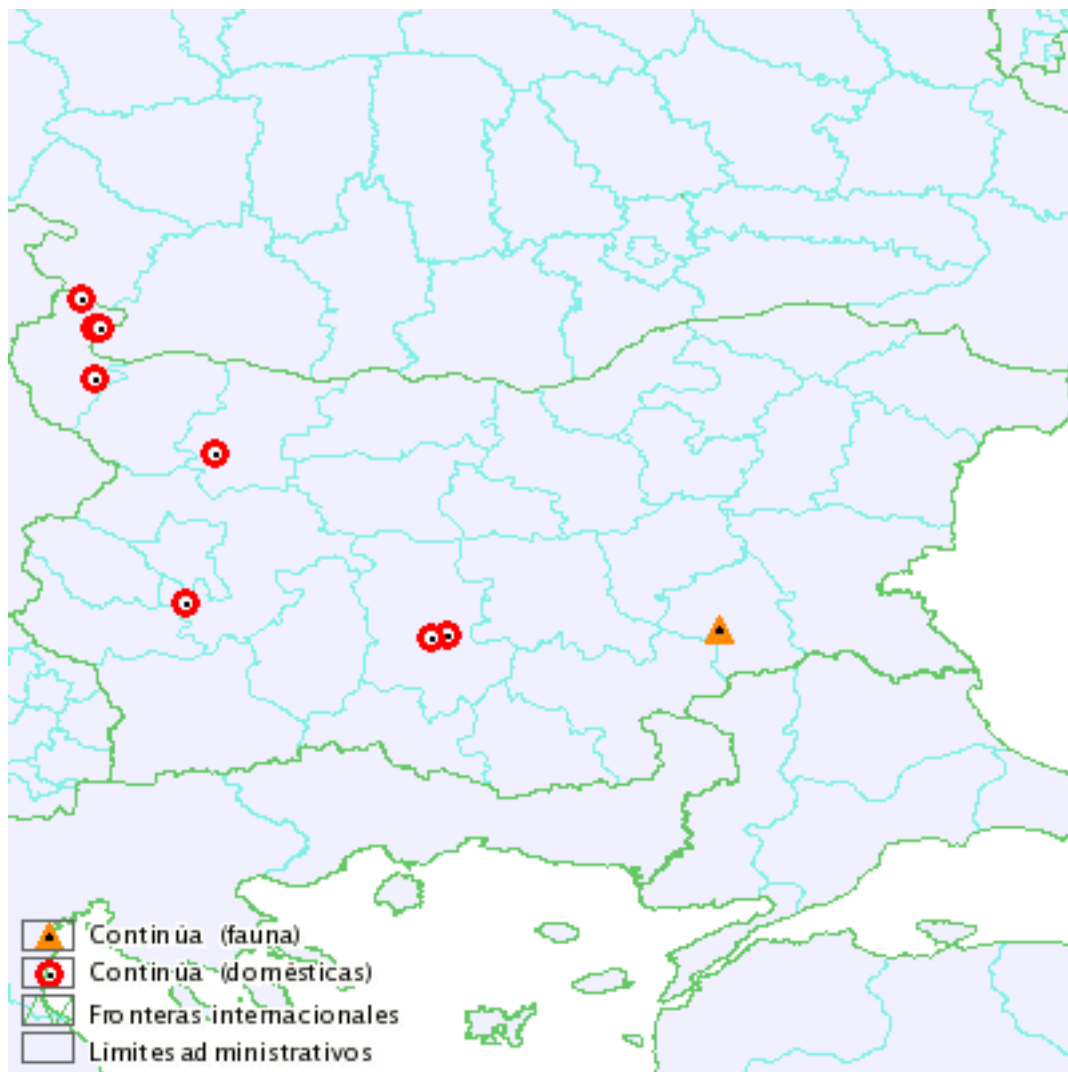 Continúa (fauna)
Continúa (domésticas)
Fronteras internacionales
Límites administrativos